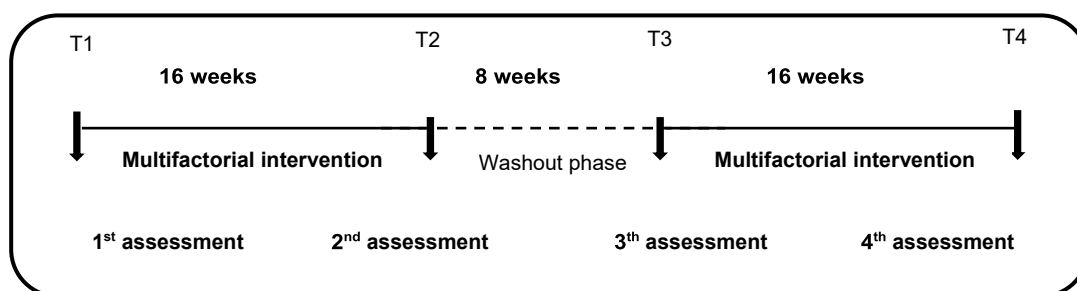 T1 T2 T3 T4
16 weeks 8 weeks 16 weeks
Multifactorial intervention Washout phase Multifactorial intervention
1st assessment 2nd assessment 3th assessment 4th assessment